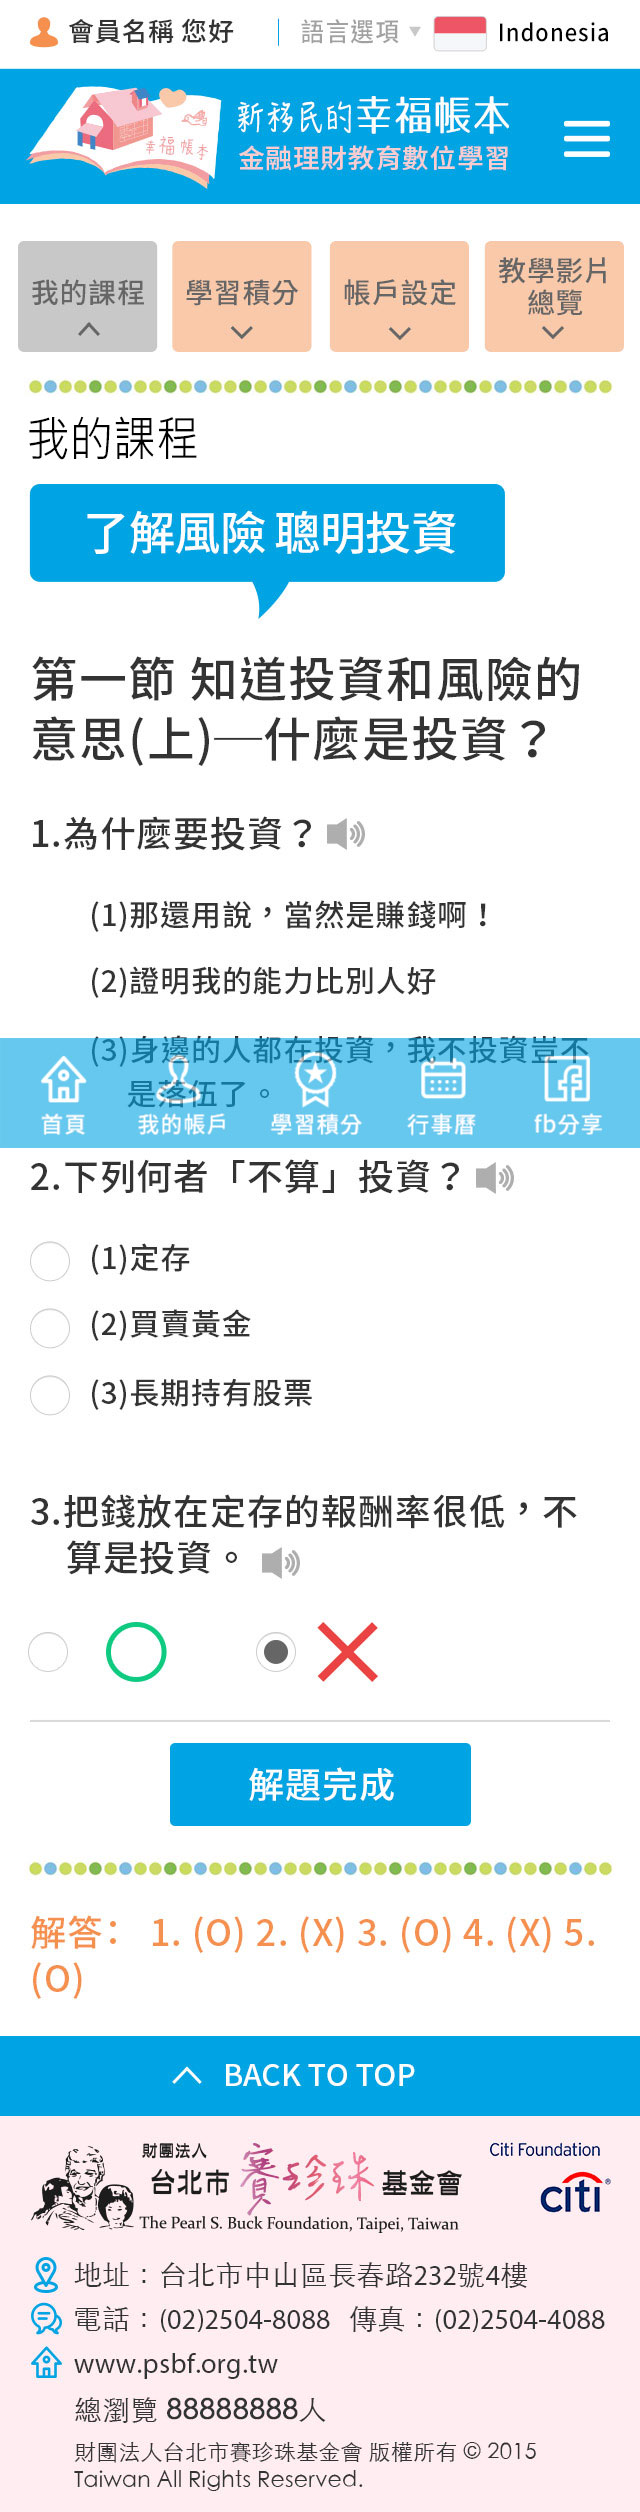 會員名稱 您好
語言選項
Indonesia
新移民的幸福帳本
金融理財教育數位學習
幸福帳本
我的課程
學習積分
帳戶設定
教學影片
總覽
我的課程
了解風險 聰明投資
第一節 知道投資和風險的
意思(上)─什麼是投資？
1.為什麼要投資？
(1)那還用說，當然是賺錢啊！
(2)證明我的能力比別人好
(3)身邊的人都在投資，我不投資豈不
是落伍了。
首頁
我的帳戶
學習積分
行事曆
fb分享
2.下列何者「不算」投資？
(1)定存
(2)買賣黃金
(3)長期持有股票
3.把錢放在定存的報酬率很低，不
算是投資。
解題完成
解答： 1. (O) 2. (X) 3. (O) 4. (X) 5.
(O)
BACK TO TOP
財團法人
台北市賽珍珠基金會
The Pearl S. Buck Foundation, Taipei, Taiwan
Citi Foundation
citi
地址：台北市中山區長春路232號4樓
電話：(02)2504-8088 傳真：(02)2504-4088
www.psbf.org.tw
總瀏覽 88888888人
財團法人台北市賽珍珠基金會 版權所有 © 2015
Taiwan All Rights Reserved.